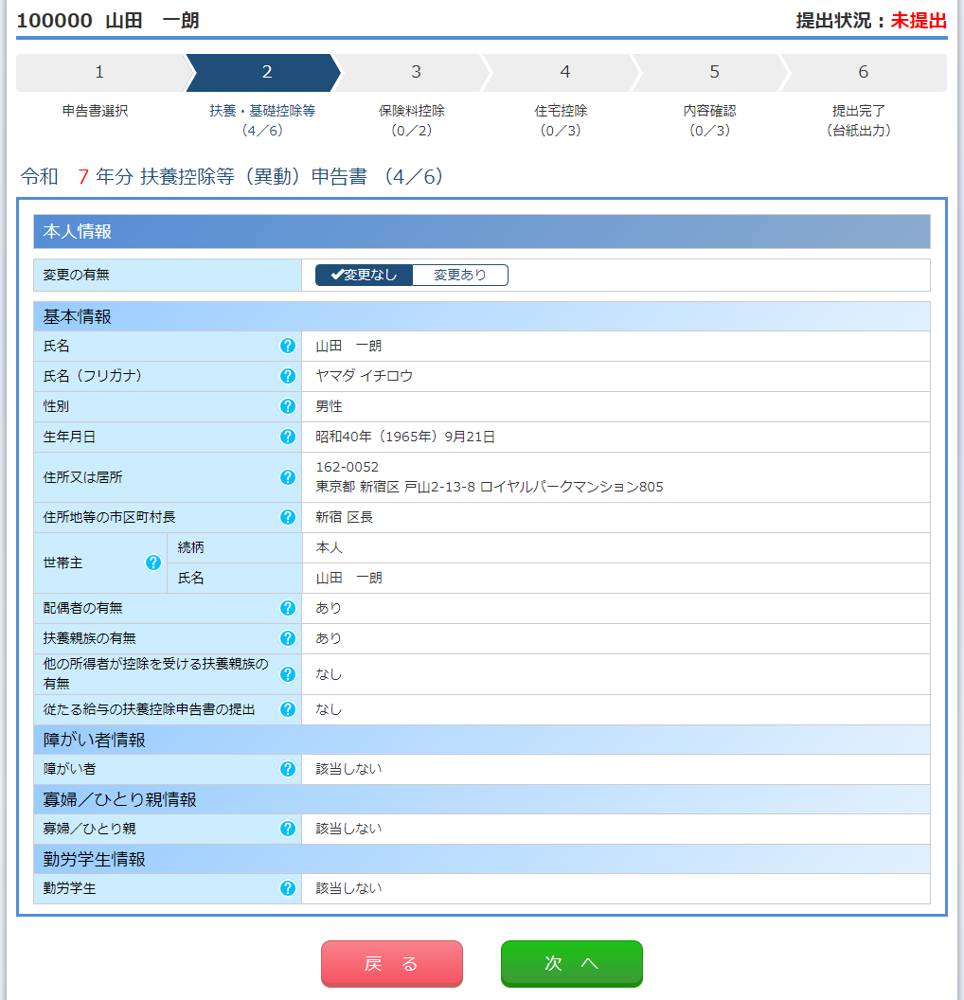 100000 山田　一朗
提出状況：未提出
1
2
3
4
5
6
申告書選択
扶養・基礎控除等
（4／6）
保険料控除
（0／2）
住宅控除
（0／3）
内容確認
（0／3）
提出完了
（台紙出力）
令和　7 年分 扶養控除等（異動）申告書 （4／6）
本人情報
変更の有無 変更なし 変更あり
基本情報
氏名 ? 山田　一朗
氏名（フリガナ） ? ヤマダ イチロウ
性別 ? 男性
生年月日 ? 昭和40年（1965年）9月21日
住所又は居所 ? 162-0052
東京都 新宿区 戸山2-13-8 ロイヤルパークマンション805
住所地等の市区町村長 ? 新宿 区長
世帯主 ? 続柄 本人
氏名 山田　一朗
配偶者の有無 ? あり
扶養親族の有無 ? あり
他の所得者が控除を受ける扶養親族の
有無 ? なし
従たる給与の扶養控除申告書の提出 ? なし
障がい者情報
障がい者 ? 該当しない
寡婦／ひとり親情報
寡婦／ひとり親 ? 該当しない
勤労学生情報
勤労学生 ? 該当しない
戻　る
次　へ